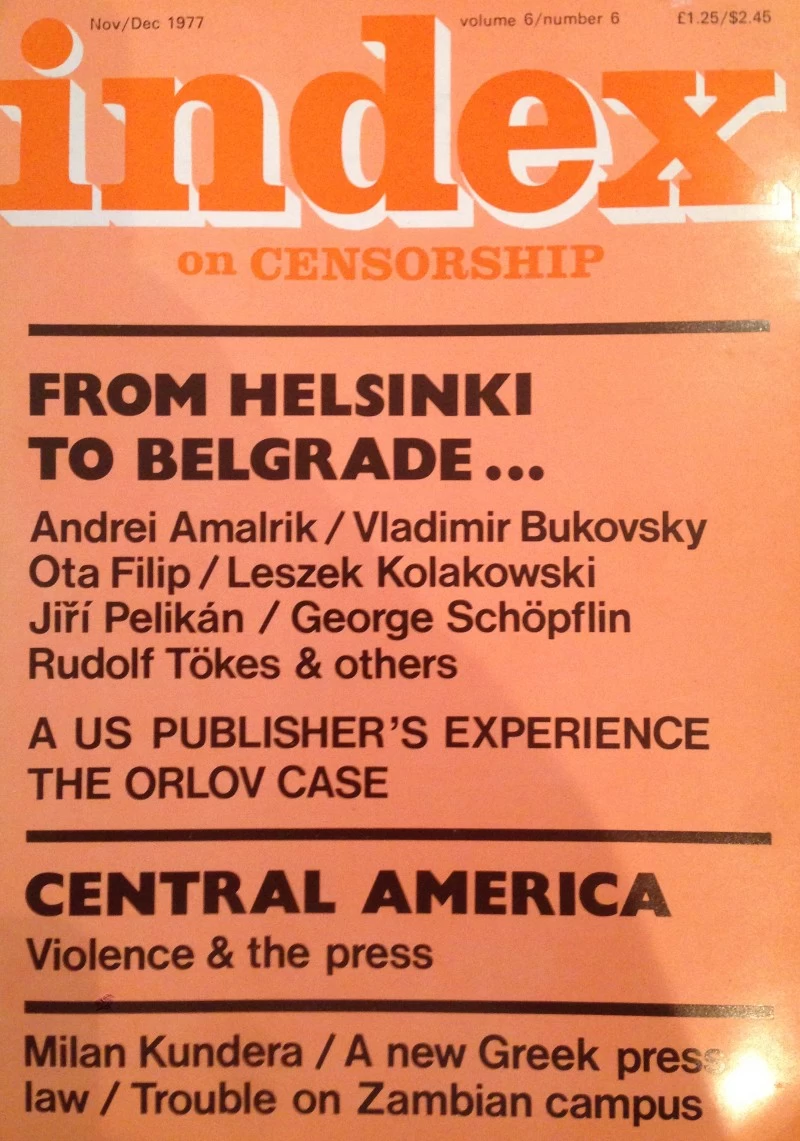 Nov/Dec 1977 volume 6/number 6 £1.25/$2.45
index
on CENSORSHIP
FROM HELSINKI
TO BELGRADE...
Andrei Amalrik / Vladimir Bukovsky
Ota Filip / Leszek Kolakowski
Jiří Pelikán / George Schöpflin
Rudolf Tökes & others
A US PUBLISHER'S EXPERIENCE
THE ORLOV CASE
CENTRAL AMERICA
Violence & the press
Milan Kundera / A new Greek press
law / Trouble on Zambian campus